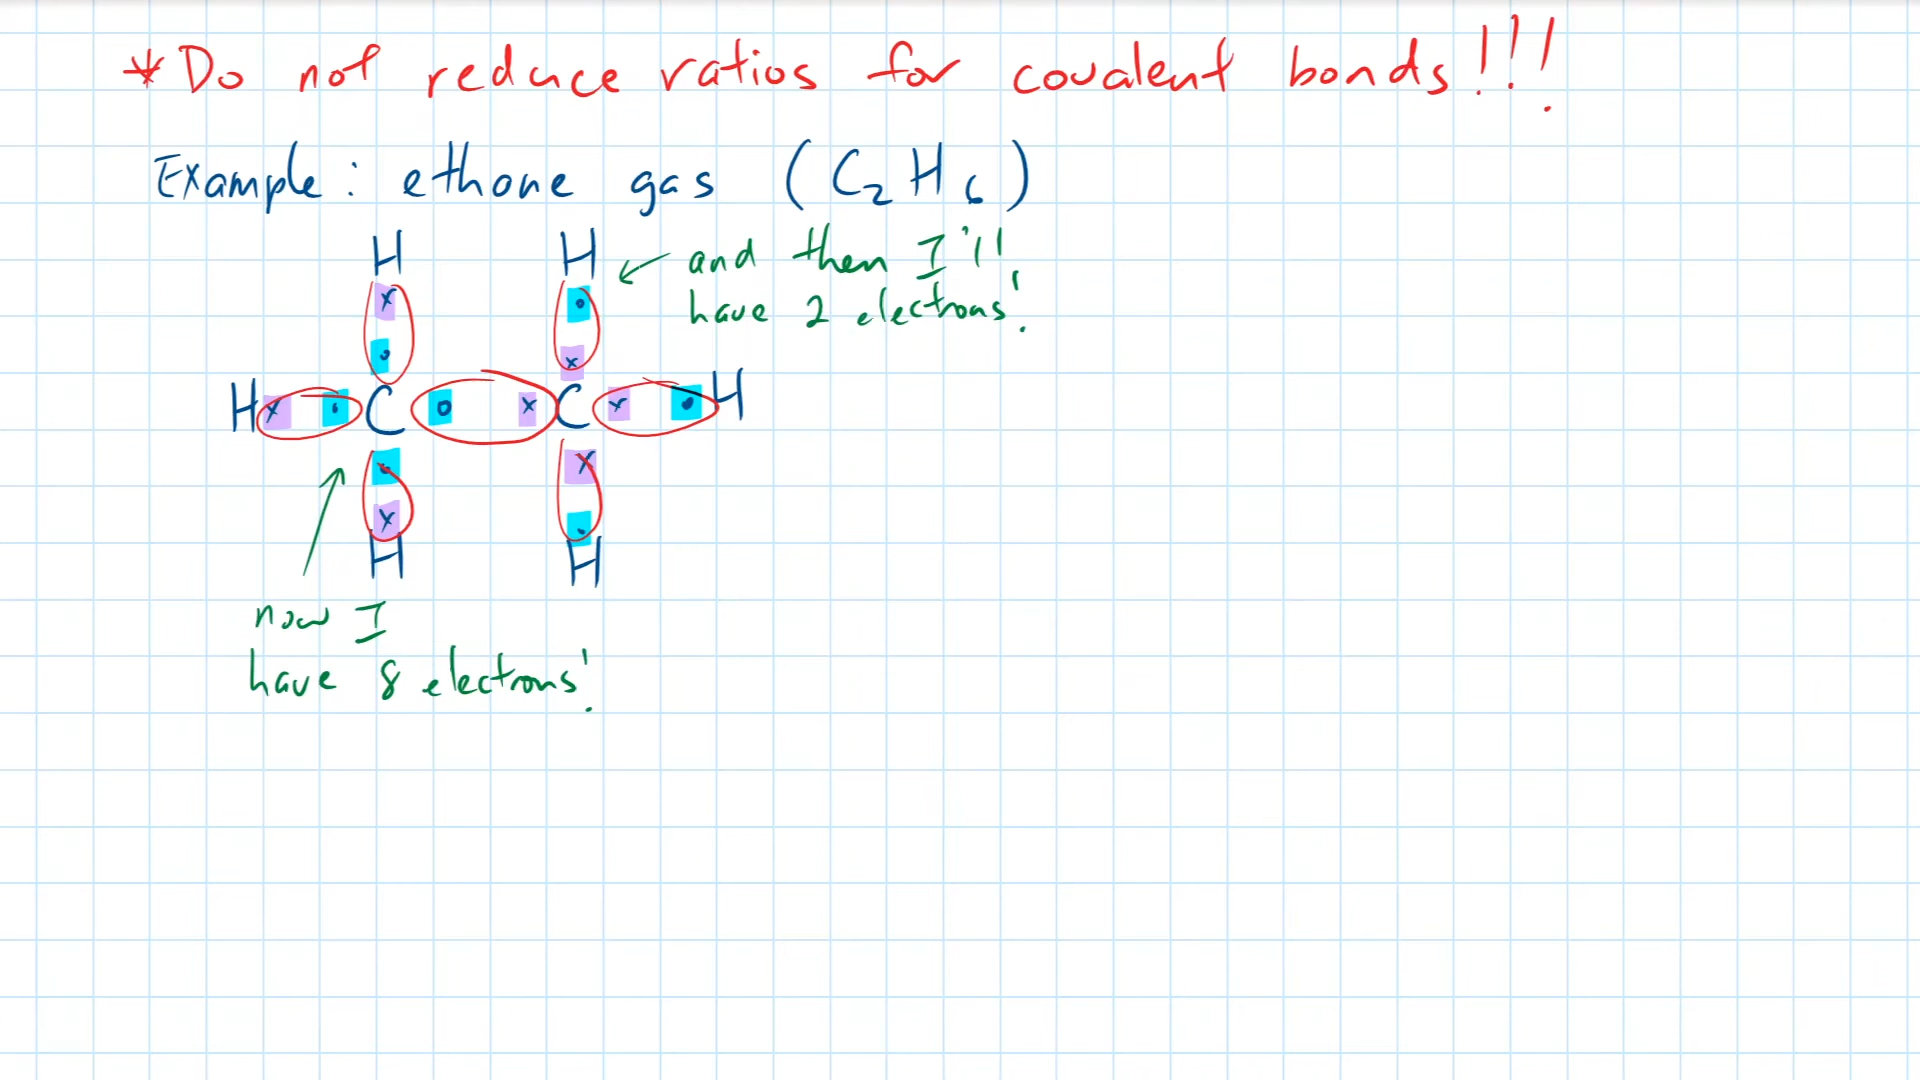 *Do not reduce ratios for covalent bonds!!!
Example: ethane gas (C₂H₆)
H H ← and then I'll
have 2 electrons!
x o
o x
H x o C o x C x o H
o x
x o
H H
now I
have 8 electrons!